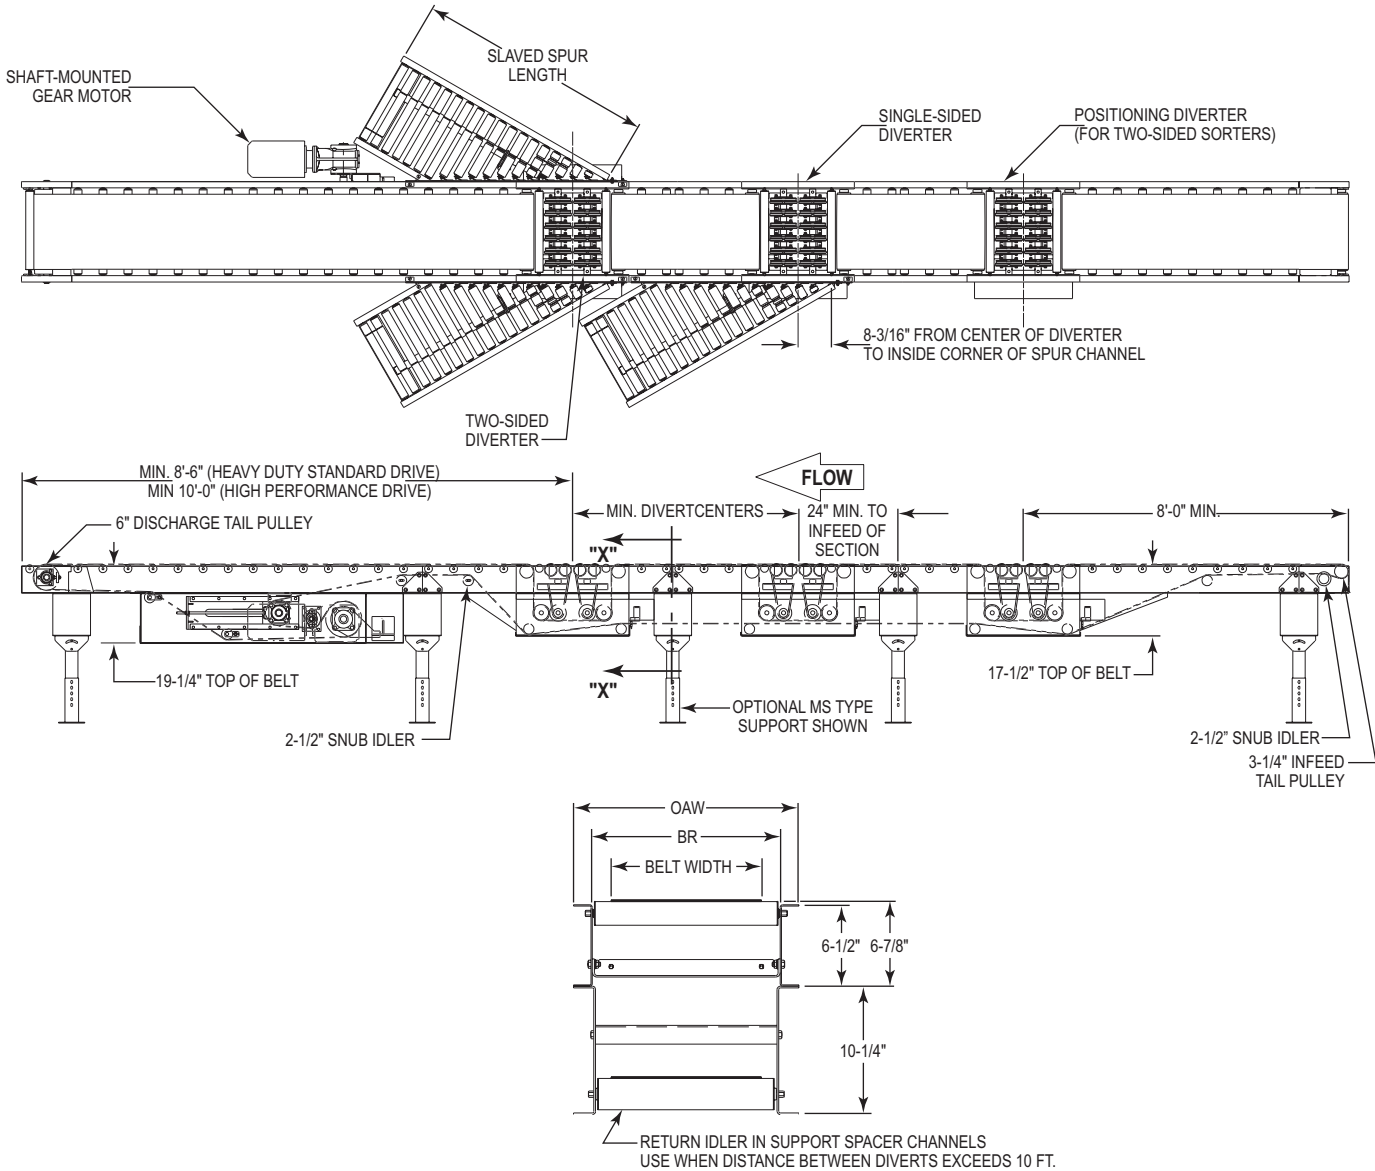 SLAVED SPUR
LENGTH
SHAFT-MOUNTED
GEAR MOTOR
SINGLE-SIDED
DIVERTER
POSITIONING DIVERTER
(FOR TWO-SIDED SORTERS)
8-3/16" FROM CENTER OF DIVERTER
TO INSIDE CORNER OF SPUR CHANNEL
TWO-SIDED
DIVERTER
MIN. 8'-6" (HEAVY DUTY STANDARD DRIVE)
MIN 10'-0" (HIGH PERFORMANCE DRIVE)
FLOW
6" DISCHARGE TAIL PULLEY
MIN. DIVERTCENTERS
24" MIN. TO
INFEED OF
SECTION
8'-0" MIN.
"X"
19-1/4" TOP OF BELT
"X"
17-1/2" TOP OF BELT
OPTIONAL MS TYPE
SUPPORT SHOWN
2-1/2" SNUB IDLER
2-1/2” SNUB IDLER
3-1/4" INFEED
TAIL PULLEY
OAW
BR
BELT WIDTH
6-1/2"
6-7/8"
10-1/4"
RETURN IDLER IN SUPPORT SPACER CHANNELS
USE WHEN DISTANCE BETWEEN DIVERTS EXCEEDS 10 FT.